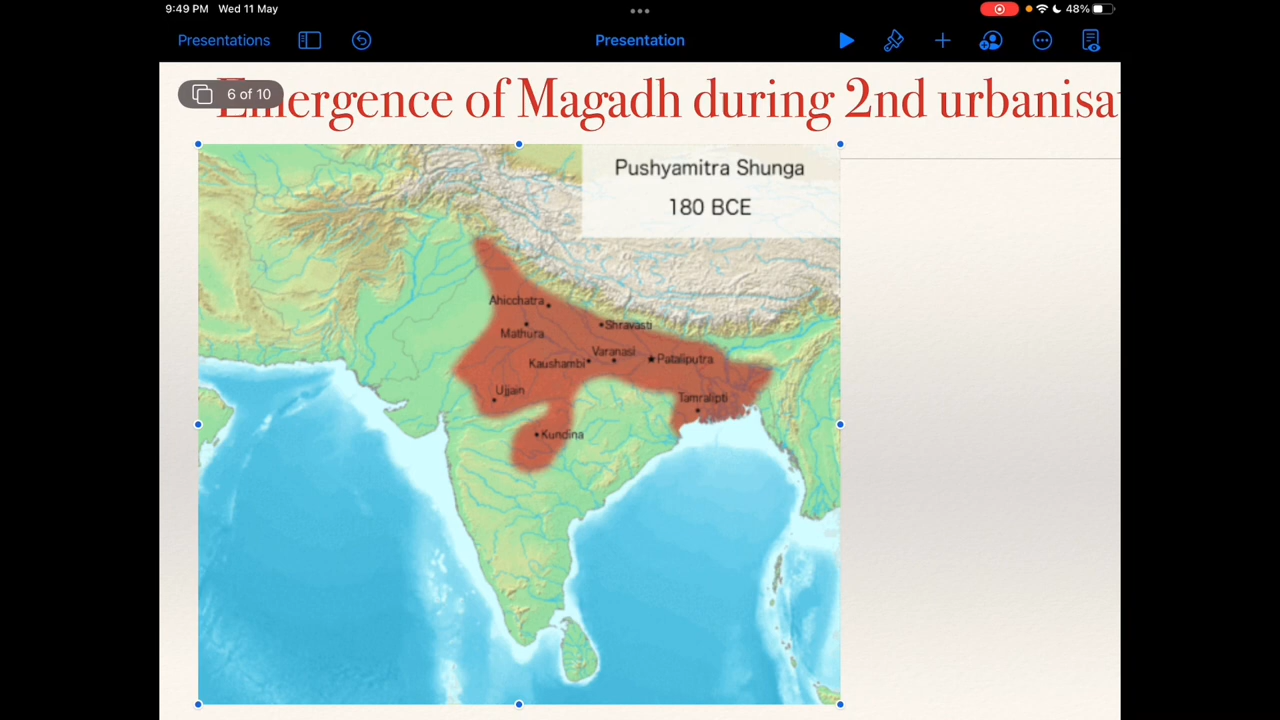 9:49 PM Wed 11 May
48%
Presentations
Presentation
6 of 10
Emergence of Magadh during 2nd urbanisa
Pushyamitra Shunga
180 BCE
Ahicchatra
Shravasti
Mathura
Varanasi
Kaushambi
Pataliputra
Ujjain
Tamralipti
Kundina